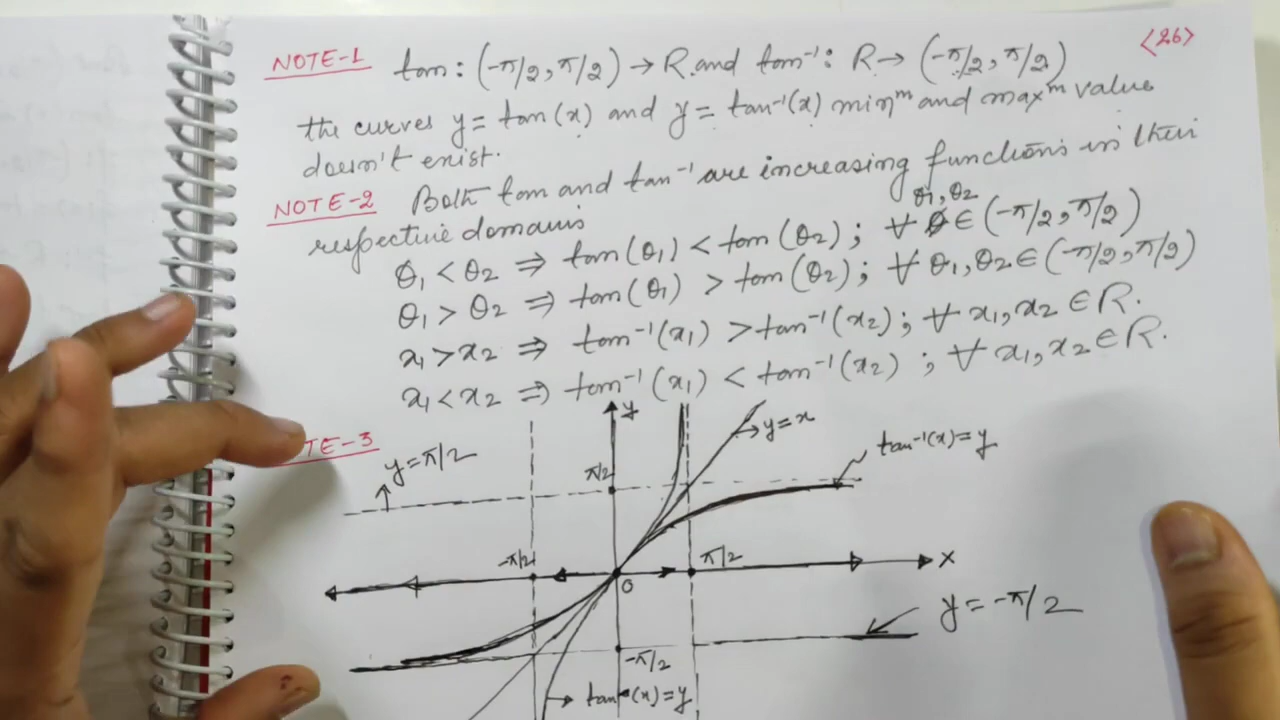 <26>
NOTE-1 tan: (-π/2, π/2) → R and tan⁻¹: R → (-π/2, π/2)
the curves y = tan(x) and y = tan⁻¹(x) minᵐ and maxᵐ value
doesn't exist.
NOTE-2 Both tan and tan⁻¹ are increasing functions in their
respective domains
θ1, θ2
θ1 < θ2 ⇒ tan(θ1) < tan(θ2) ; ∀ ∈ (-π/2, π/2)
θ1 > θ2 ⇒ tan(θ1) > tan(θ2) ; ∀ θ1, θ2 ∈ (-π/2, π/2)
x1 > x2 ⇒ tan⁻¹(x1) > tan⁻¹(x2) ; ∀ x1, x2 ∈ R.
x1 < x2 ⇒ tan⁻¹(x1) < tan⁻¹(x2) ; ∀ x1, x2 ∈ R.
TE-3
y = π/2
y
y = x
tan⁻¹(x) = y
π/2
-π/2
π/2
X
0
y = -π/2
-π/2
tan(x) = y